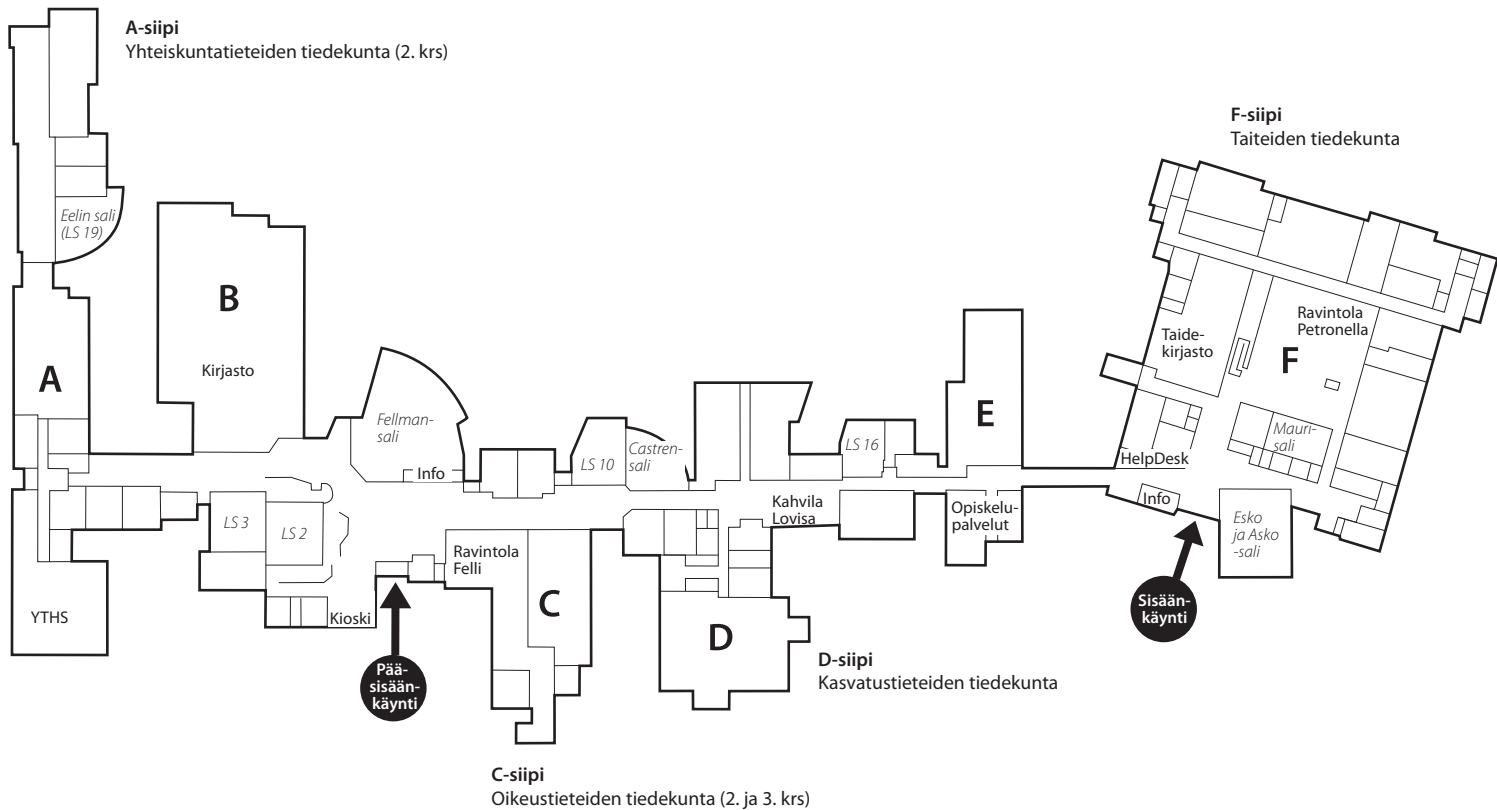 A-siipi
Yhteiskuntatieteiden tiedekunta (2. krs)
F-siipi
Taiteiden tiedekunta
Eelin sali
(LS 19)
A
B
Kirjasto
Fellman-
sali
Info
LS 10
Castren-
sali
LS 16
E
Taide-
kirjasto
Ravintola
Petronella
F
Mauri-
sali
HelpDesk
Info
Esko
ja Asko
-sali
Sisään-
käynti
LS 3
LS 2
YTHS
Kioski
Pää-
sisään-
käynti
Ravintola
Felli
C
Kahvila
Lovisa
Opiskelu-
palvelut
D
D-siipi
Kasvatustieteiden tiedekunta
C-siipi
Oikeustieteiden tiedekunta (2. ja 3. krs)